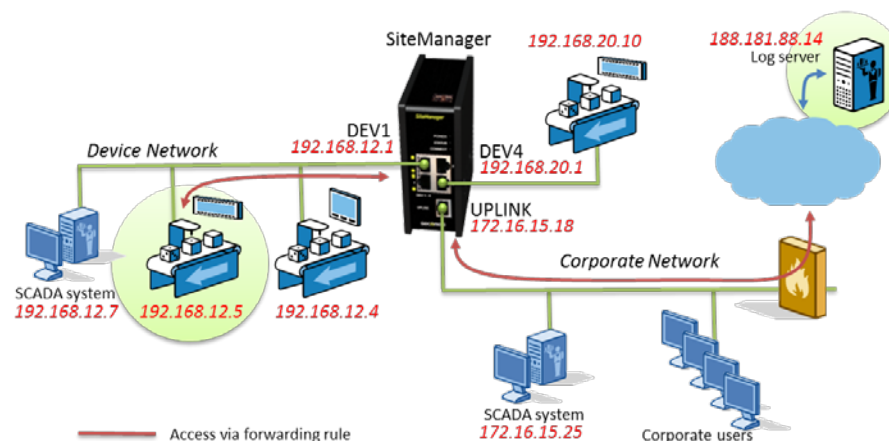 SiteManager
192.168.20.10
188.181.88.14
Log server
DEV1
192.168.12.1
Device Network
DEV4
192.168.20.1
UPLINK
172.16.15.18
Corporate Network
SCADA system
192.168.12.7
192.168.12.5
192.168.12.4
SCADA system
172.16.15.25
Corporate users
Access via forwarding rule